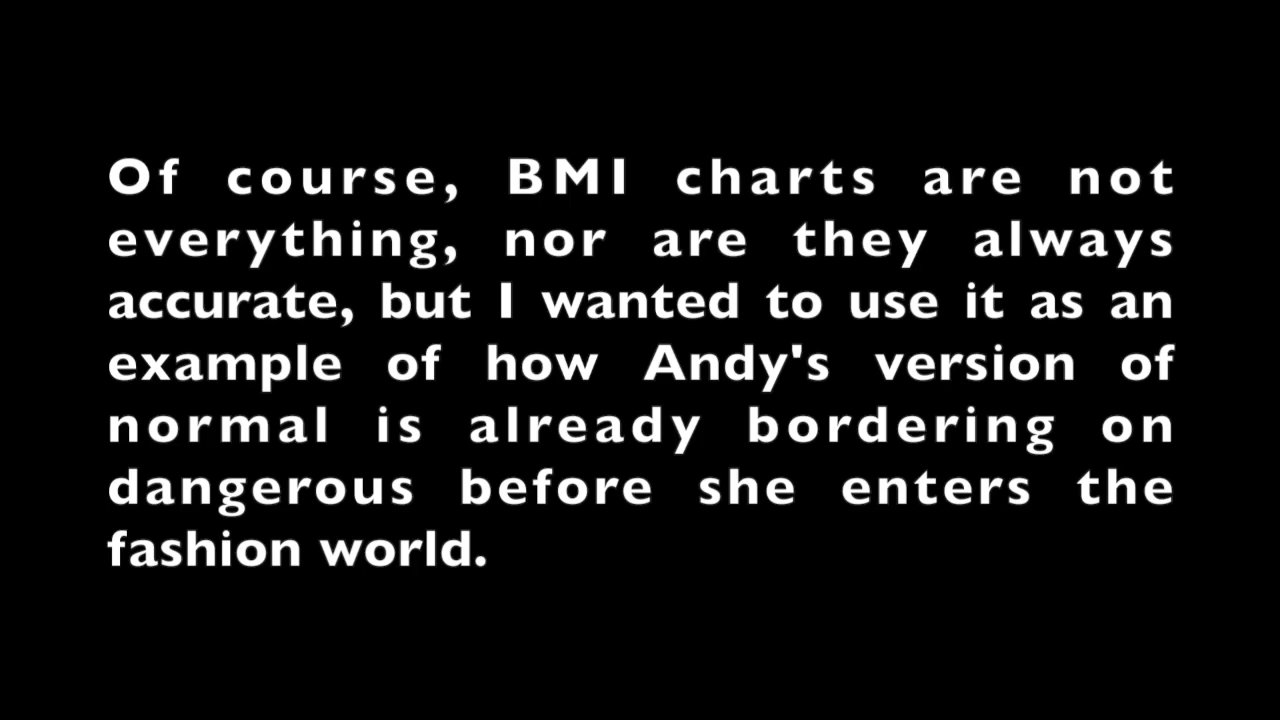 Of course, BMI charts are not
everything, nor are they always
accurate, but I wanted to use it as an
example of how Andy's version of
normal is already bordering on
dangerous before she enters the
fashion world.